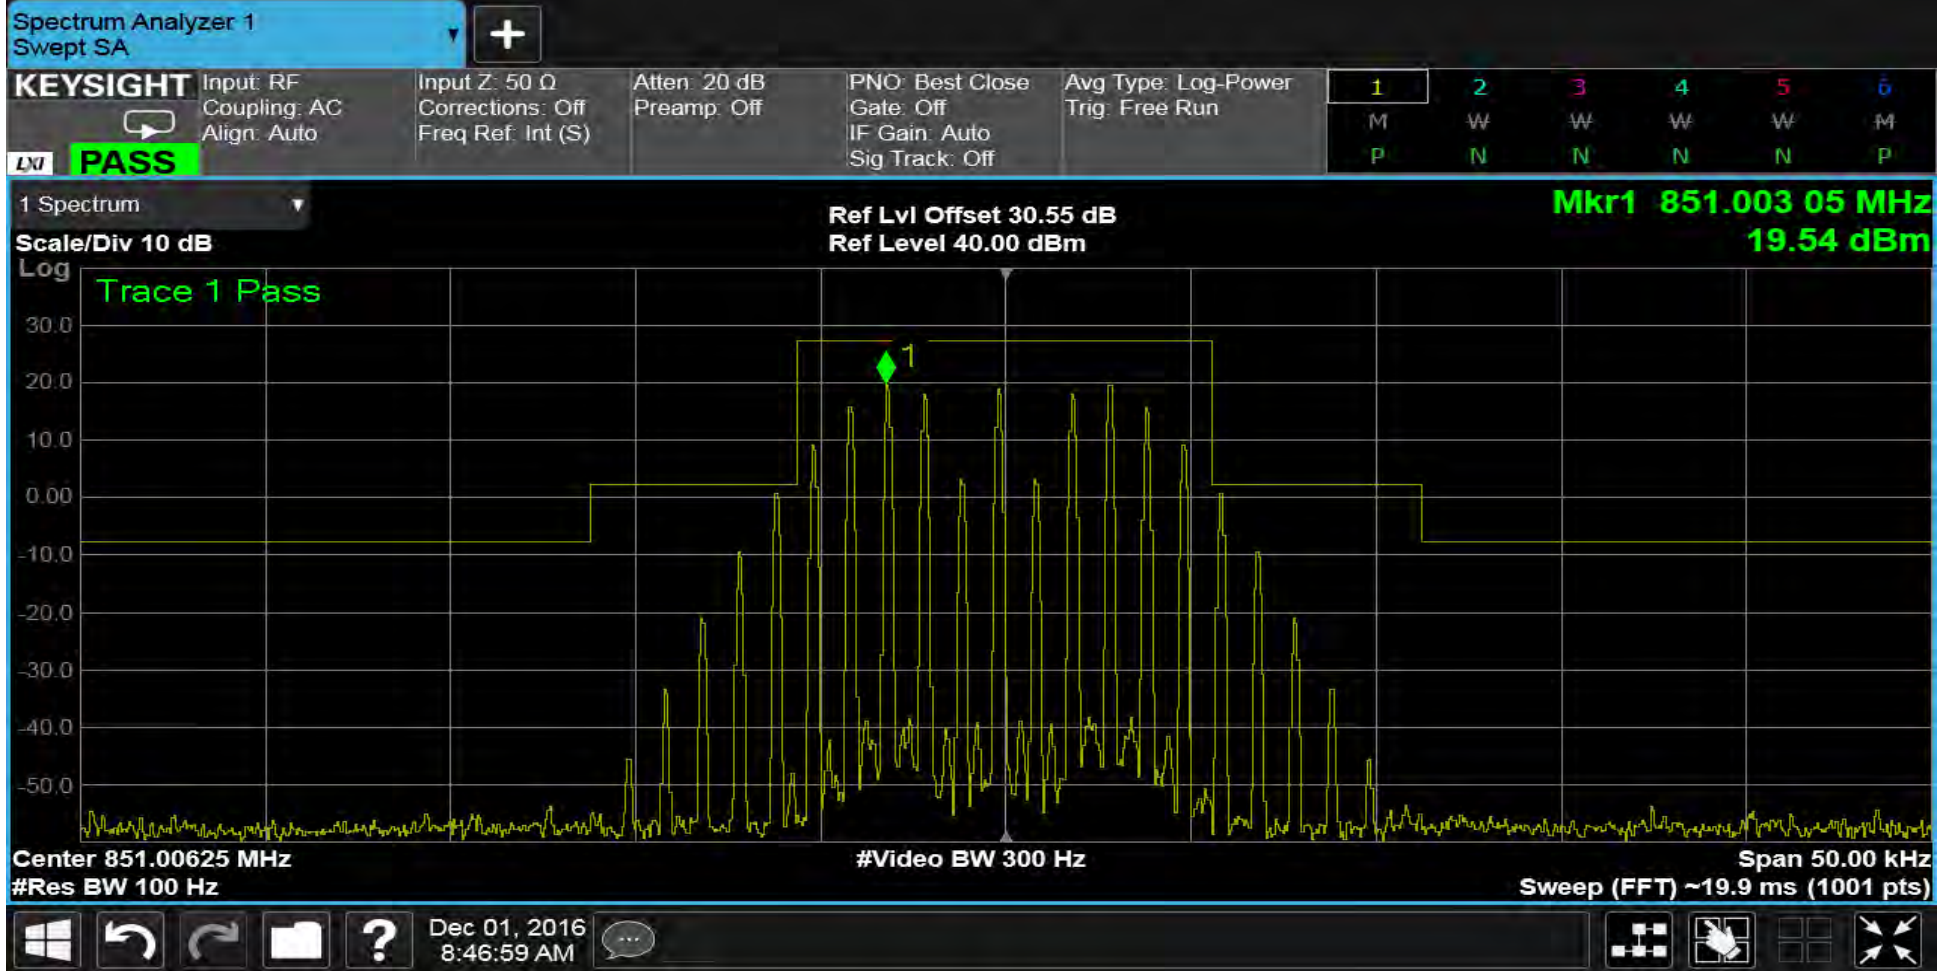 Spectrum Analyzer 1
Swept SA
KEYSIGHT
LXI
PASS
Input: RF
Coupling: AC
Align: Auto
Input Z: 50 Ω
Corrections: Off
Freq Ref: Int (S)
Atten: 20 dB
Preamp: Off
PNO: Best Close
Gate: Off
IF Gain: Auto
Sig Track: Off
Avg Type: Log-Power
Trig: Free Run
1 2 3 4 5 6
M W W W W M
P N N N N P
1 Spectrum
Scale/Div 10 dB
Ref Lvl Offset 30.55 dB
Ref Level 40.00 dBm
Mkr1 851.003 05 MHz
19.54 dBm
Log
Trace 1 Pass
1
30.0
20.0
10.0
0.00
-10.0
-20.0
-30.0
-40.0
-50.0
Center 851.00625 MHz
#Res BW 100 Hz
#Video BW 300 Hz
Span 50.00 kHz
Sweep (FFT) ~19.9 ms (1001 pts)
?
Dec 01, 2016
8:46:59 AM